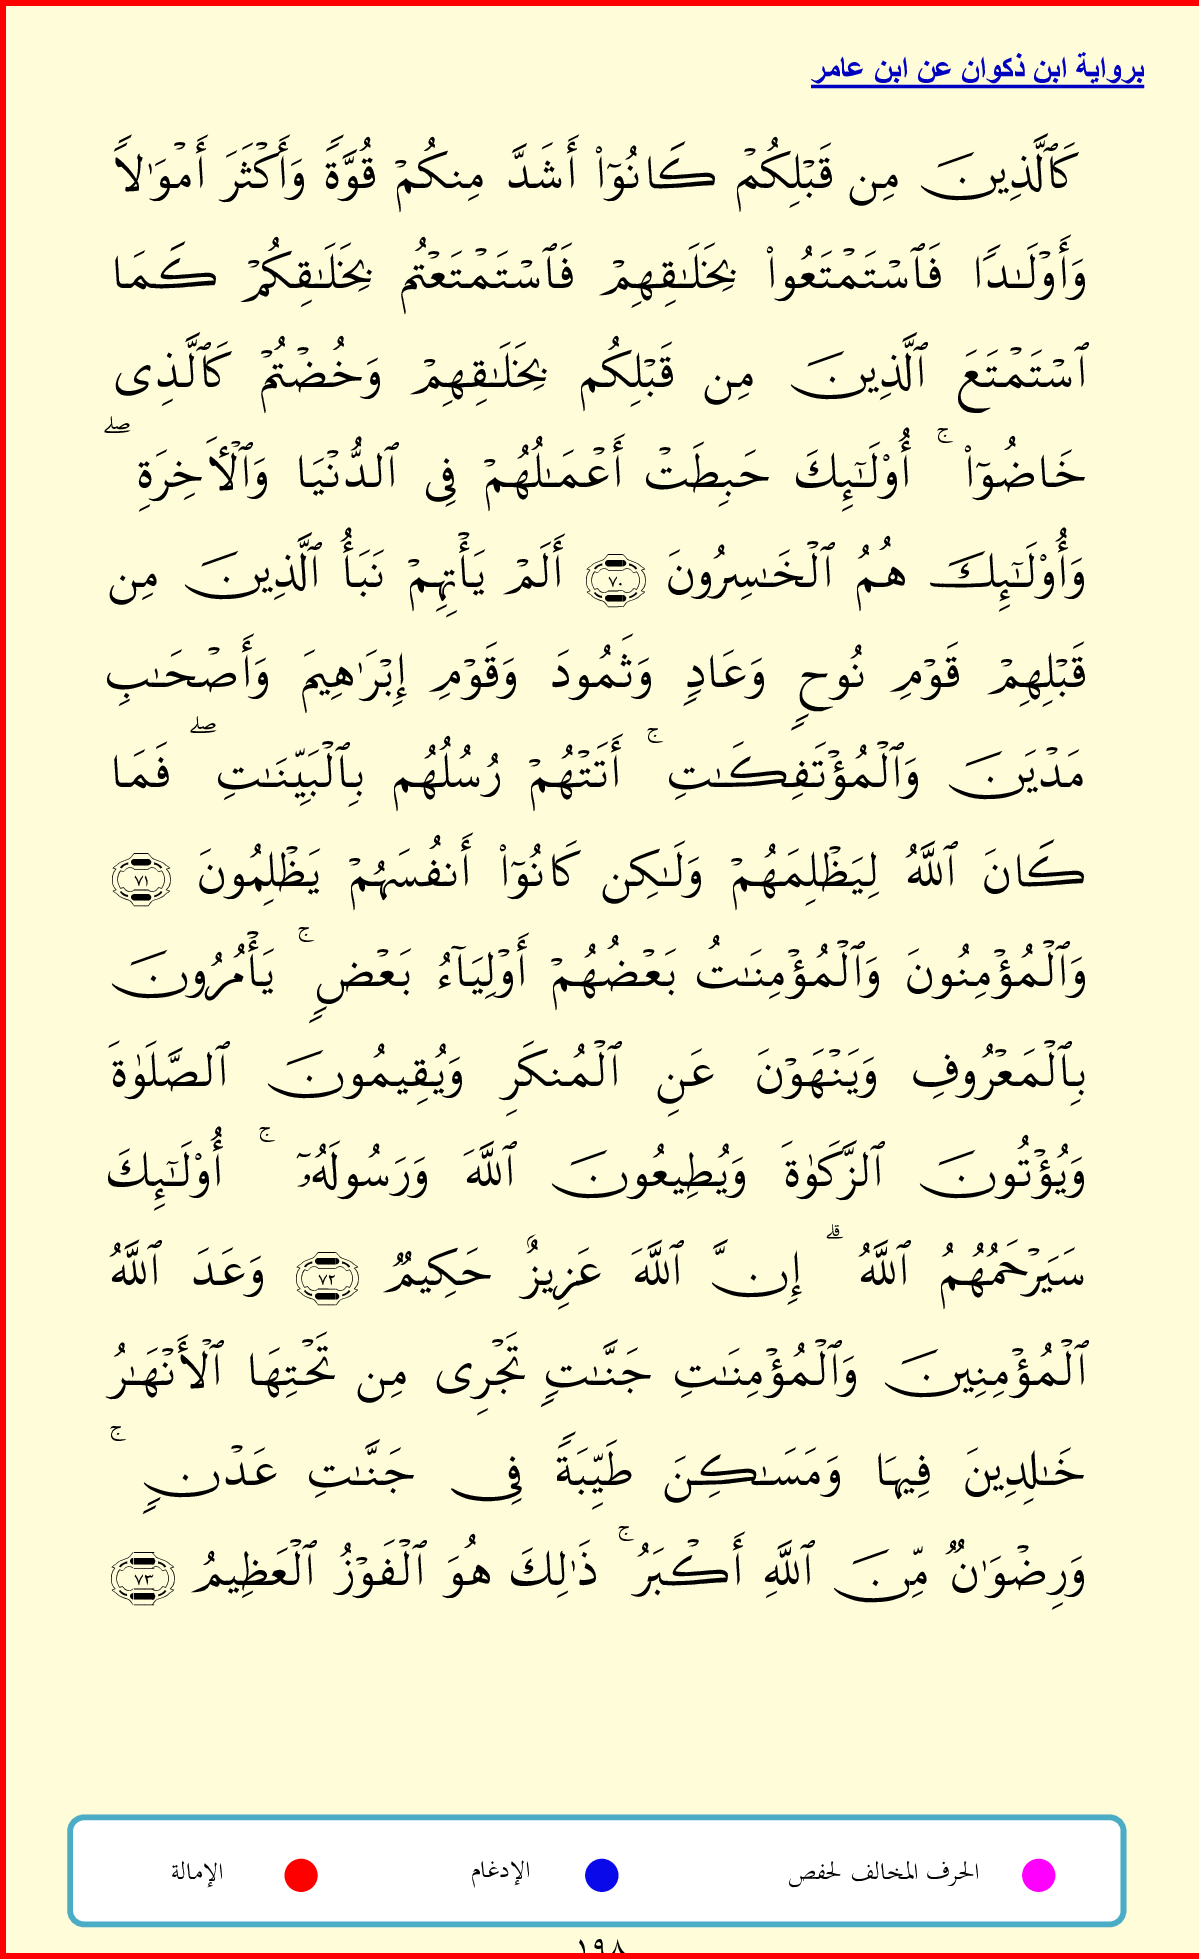 برواية ابن ذكوان عن ابن عامر
كَٱلَّذِينَ مِن قَبْلِكُمْ كَانُوٓا۟ أَشَدَّ مِنكُمْ قُوَّةً وَأَكْثَرَ أَمْوَٰلًا
وَأَوْلَـٰدًا فَٱسْتَمْتَعُوا۟ بِخَلَـٰقِهِمْ فَٱسْتَمْتَعْتُم بِخَلَـٰقِكُمْ كَمَا
ٱسْتَمْتَعَ ٱلَّذِينَ مِن قَبْلِكُم بِخَلَـٰقِهِمْ وَخُضْتُمْ كَٱلَّذِى
خَاضُوٓا۟ ۚ أُو۟لَـٰٓئِكَ حَبِطَتْ أَعْمَـٰلُهُمْ فِى ٱلدُّنْيَا وَٱلْأَخِرَةِ ۖ
وَأُو۟لَـٰٓئِكَ هُمُ ٱلْخَـٰسِرُونَ ٧٠ أَلَمْ يَأْتِهِمْ نَبَأُ ٱلَّذِينَ مِن
قَبْلِهِمْ قَوْمِ نُوحٍ وَعَادٍ وَثَمُودَ وَقَوْمِ إِبْرَٰهِيمَ وَأَصْحَـٰبِ
مَدْيَنَ وَٱلْمُؤْتَفِكَـٰتِ ۚ أَتَتْهُمْ رُسُلُهُم بِٱلْبَيِّنَـٰتِ ۖ فَمَا
كَانَ ٱللَّهُ لِيَظْلِمَهُمْ وَلَـٰكِن كَانُوٓا۟ أَنفُسَهُمْ يَظْلِمُونَ ٧١
وَٱلْمُؤْمِنُونَ وَٱلْمُؤْمِنَـٰتُ بَعْضُهُمْ أَوْلِيَآءُ بَعْضٍ ۚ يَأْمُرُونَ
بِٱلْمَعْرُوفِ وَيَنْهَوْنَ عَنِ ٱلْمُنكَرِ وَيُقِيمُونَ ٱلصَّلَوٰةَ
وَيُؤْتُونَ ٱلزَّكَوٰةَ وَيُطِيعُونَ ٱللَّهَ وَرَسُولَهُۥٓ ۚ أُو۟لَـٰٓئِكَ
سَيَرْحَمُهُمُ ٱللَّهُ ۗ إِنَّ ٱللَّهَ عَزِيزٌ حَكِيمٌ ٧٢ وَعَدَ ٱللَّهُ
ٱلْمُؤْمِنِينَ وَٱلْمُؤْمِنَـٰتِ جَنَّـٰتٍ تَجْرِى مِن تَحْتِهَا ٱلْأَنْهَـٰرُ
خَـٰلِدِينَ فِيهَا وَمَسَـٰكِنَ طَيِّبَةً فِى جَنَّـٰتِ عَدْنٍ ۚ
وَرِضْوَٰنٌ مِّنَ ٱللَّهِ أَكْبَرُ ۚ ذَٰلِكَ هُوَ ٱلْفَوْزُ ٱلْعَظِيمُ ٧٣
الحرف المخالف لحفص الإدغام الإمالة
١٩٨